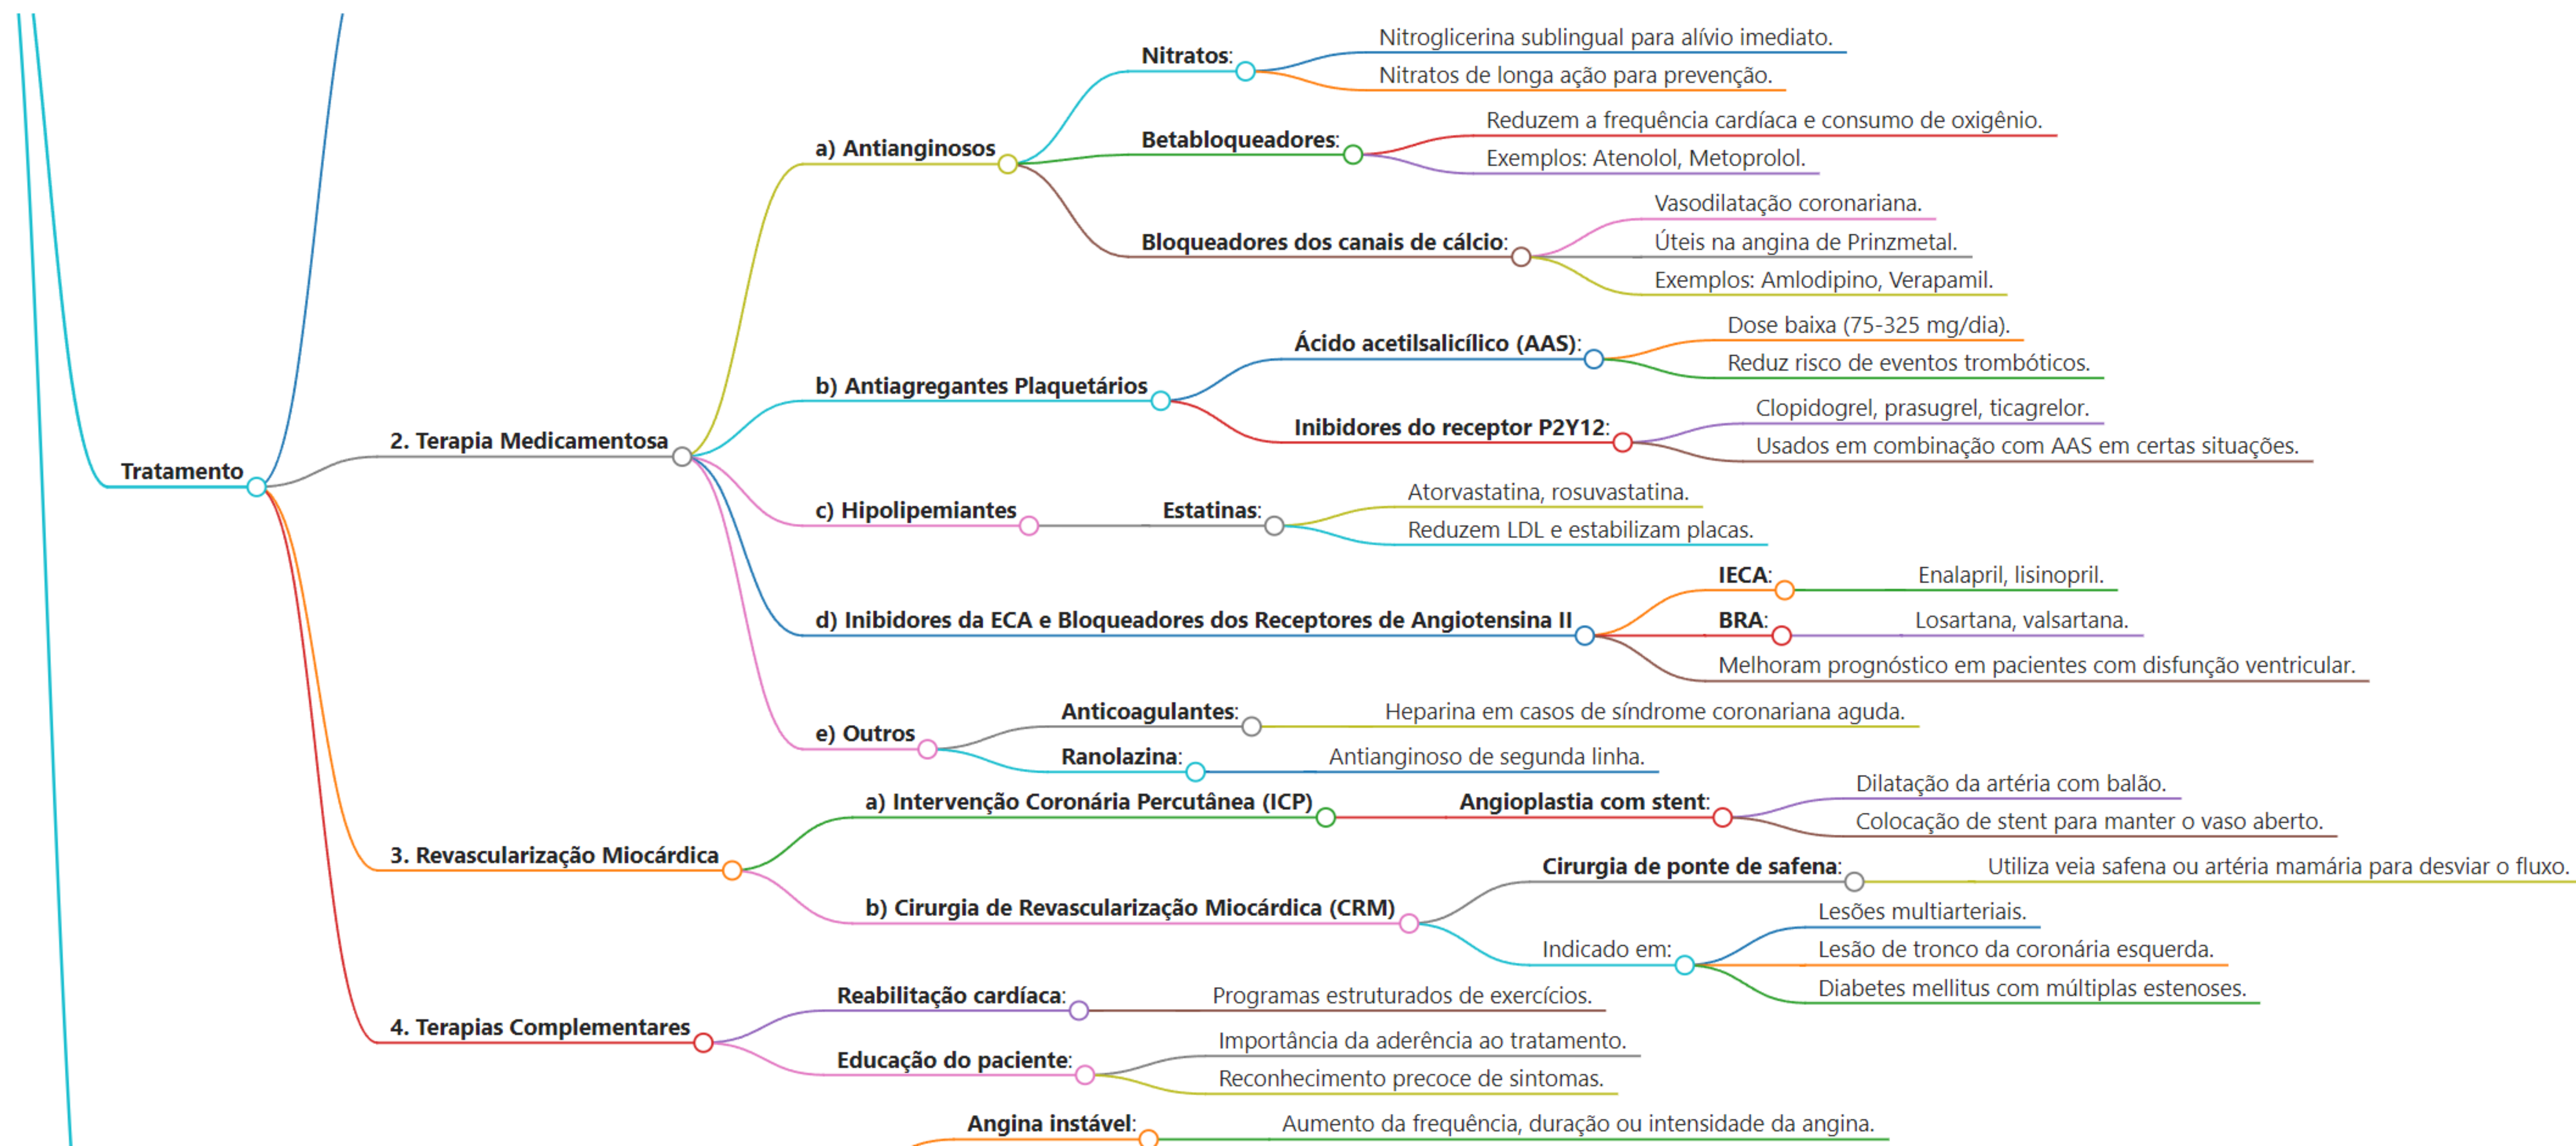 Tratamento
2. Terapia Medicamentosa
a) Antianginosos
Nitratos:
Nitroglicerina sublingual para alívio imediato.
Nitratos de longa ação para prevenção.
Betabloqueadores:
Reduzem a frequência cardíaca e consumo de oxigênio.
Exemplos: Atenolol, Metoprolol.
Bloqueadores dos canais de cálcio:
Vasodilatação coronariana.
Úteis na angina de Prinzmetal.
Exemplos: Amlodipino, Verapamil.
b) Antiagregantes Plaquetários
Ácido acetilsalicílico (AAS):
Dose baixa (75-325 mg/dia).
Reduz risco de eventos trombóticos.
Inibidores do receptor P2Y12:
Clopidogrel, prasugrel, ticagrelor.
Usados em combinação com AAS em certas situações.
c) Hipolipemiantes
Estatinas:
Atorvastatina, rosuvastatina.
Reduzem LDL e estabilizam placas.
d) Inibidores da ECA e Bloqueadores dos Receptores de Angiotensina II
IECA:
Enalapril, lisinopril.
BRA:
Losartana, valsartana.
Melhoram prognóstico em pacientes com disfunção ventricular.
e) Outros
Anticoagulantes:
Heparina em casos de síndrome coronariana aguda.
Ranolazina:
Antianginoso de segunda linha.
3. Revascularização Miocárdica
a) Intervenção Coronária Percutânea (ICP)
Angioplastia com stent:
Dilatação da artéria com balão.
Colocação de stent para manter o vaso aberto.
b) Cirurgia de Revascularização Miocárdica (CRM)
Cirurgia de ponte de safena:
Utiliza veia safena ou artéria mamária para desviar o fluxo.
Indicado em:
Lesões multiarteriais.
Lesão de tronco da coronária esquerda.
Diabetes mellitus com múltiplas estenoses.
4. Terapias Complementares
Reabilitação cardíaca:
Programas estruturados de exercícios.
Educação do paciente:
Importância da aderência ao tratamento.
Reconhecimento precoce de sintomas.
Angina instável:
Aumento da frequência, duração ou intensidade da angina.